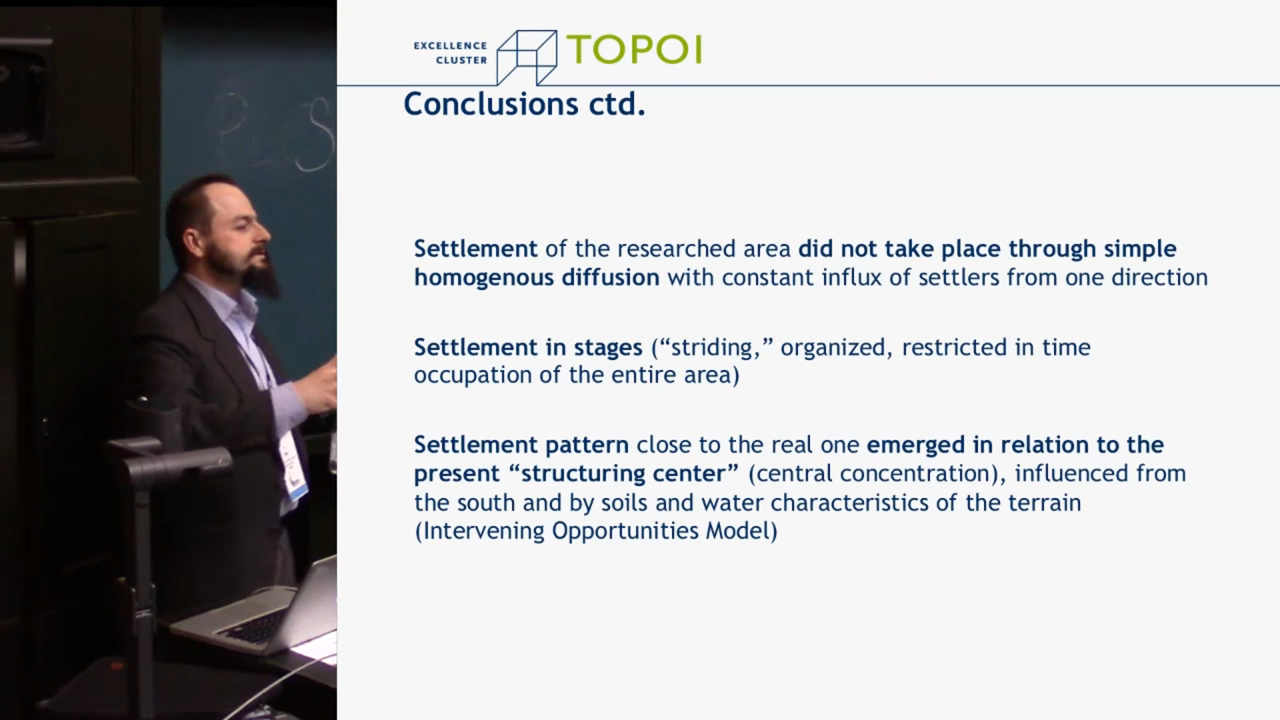 EXCELLENCE
CLUSTER
TOPOI
Conclusions ctd.
Settlement of the researched area did not take place through simple
homogenous diffusion with constant influx of settlers from one direction
Settlement in stages (“striding,” organized, restricted in time
occupation of the entire area)
Settlement pattern close to the real one emerged in relation to the
present “structuring center” (central concentration), influenced from
the south and by soils and water characteristics of the terrain
(Intervening Opportunities Model)
P S